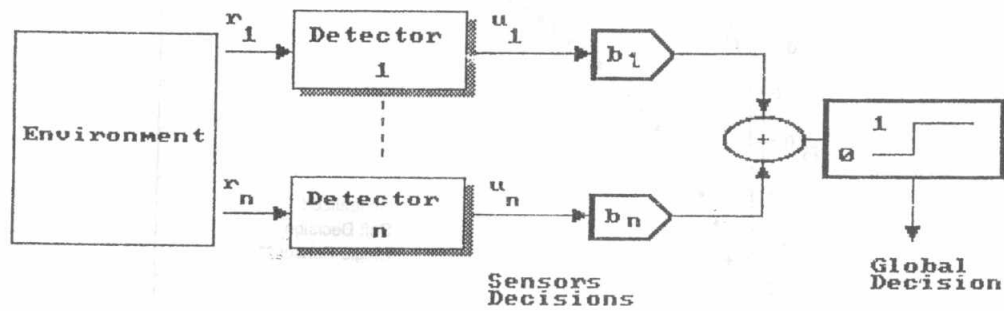 r1
Detector
1
u1
b1
Environment
+
1
0
rn
Detector
n
un
bn
Sensors
Decisions
Global
Decision